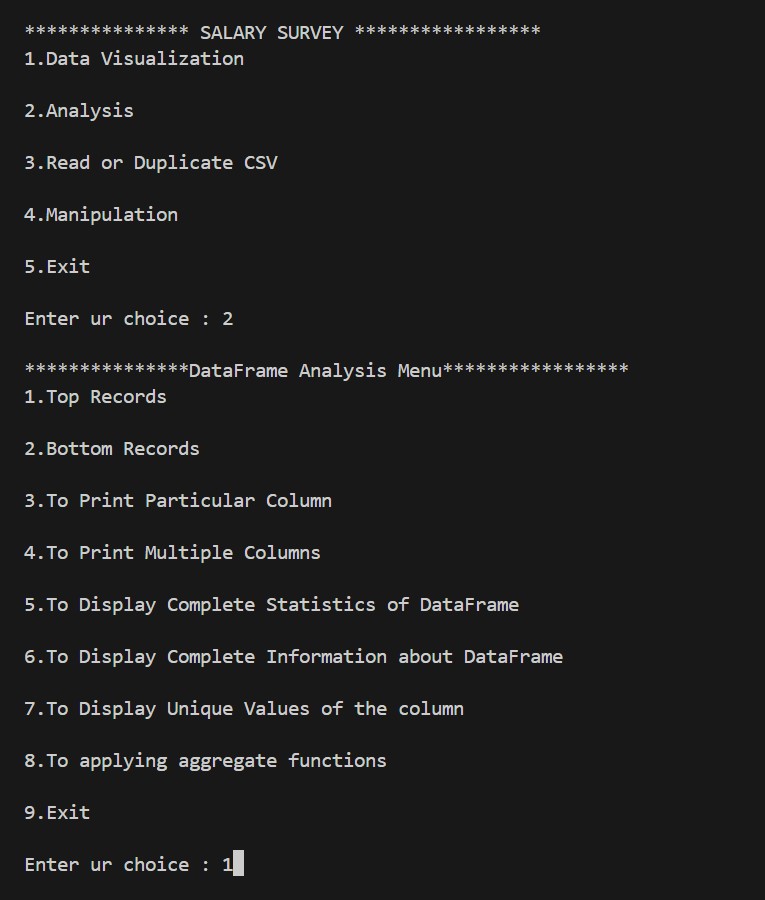 *************** SALARY SURVEY *****************
1.Data Visualization
2.Analysis
3.Read or Duplicate CSV
4.Manipulation
5.Exit
Enter ur choice : 2
***************DataFrame Analysis Menu*****************
1.Top Records
2.Bottom Records
3.To Print Particular Column
4.To Print Multiple Columns
5.To Display Complete Statistics of DataFrame
6.To Display Complete Information about DataFrame
7.To Display Unique Values of the column
8.To applying aggregate functions
9.Exit
Enter ur choice : 1